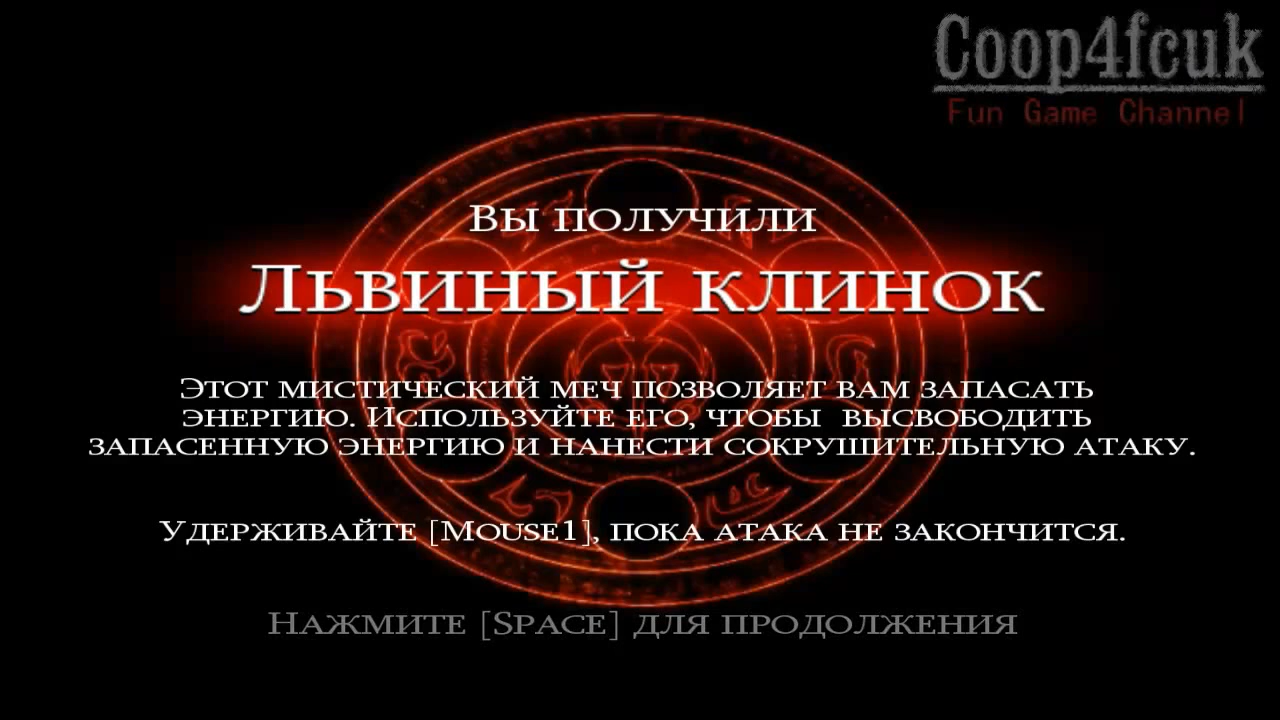 Coop4fcuk
Fun Game Channel
Вы получили
Львиный клинок
Этот мистический меч позволяет вам запасать
энергию. Используйте его, чтобы высвободить
запасенную энергию и нанести сокрушительную атаку.
Удерживайте [Mouse1], пока атака не закончится.
Нажмите [Space] для продолжения